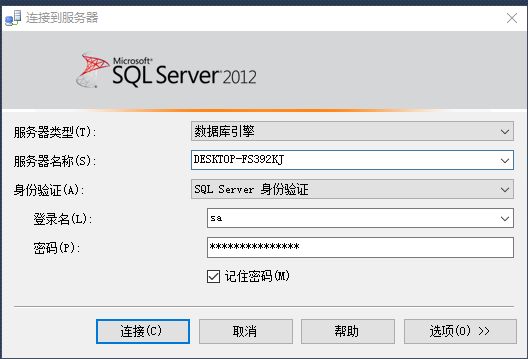 连接到服务器
Microsoft®
SQL Server® 2012
服务器类型(T): 数据库引擎
服务器名称(S): DESKTOP-FS392KJ
身份验证(A): SQL Server 身份验证
登录名(L): sa
密码(P): ***************
记住密码(M)
连接(C) 取消 帮助 选项(O) >>